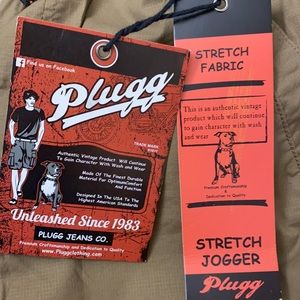 Find us on Facebook
Plugg
TRADE MARK
Authentic Vintage Product Will Continue
To Gain Character With Wash and Wear
Made Of The Finest Durable
Material For Optimum Comfort
And Function
Designed In The USA To The
Highest American Standards
Unleashed Since 1983
PLUGG JEANS CO.
Premium Craftsmanship and Dedication to Quality
www.Pluggclothing.com
STRETCH
FABRIC
This is an authentic vintage
product which will continue
to gain character with wash
and wear
Premium Craftsmanship
&
Dedication to Quality
STRETCH
JOGGER
Plugg